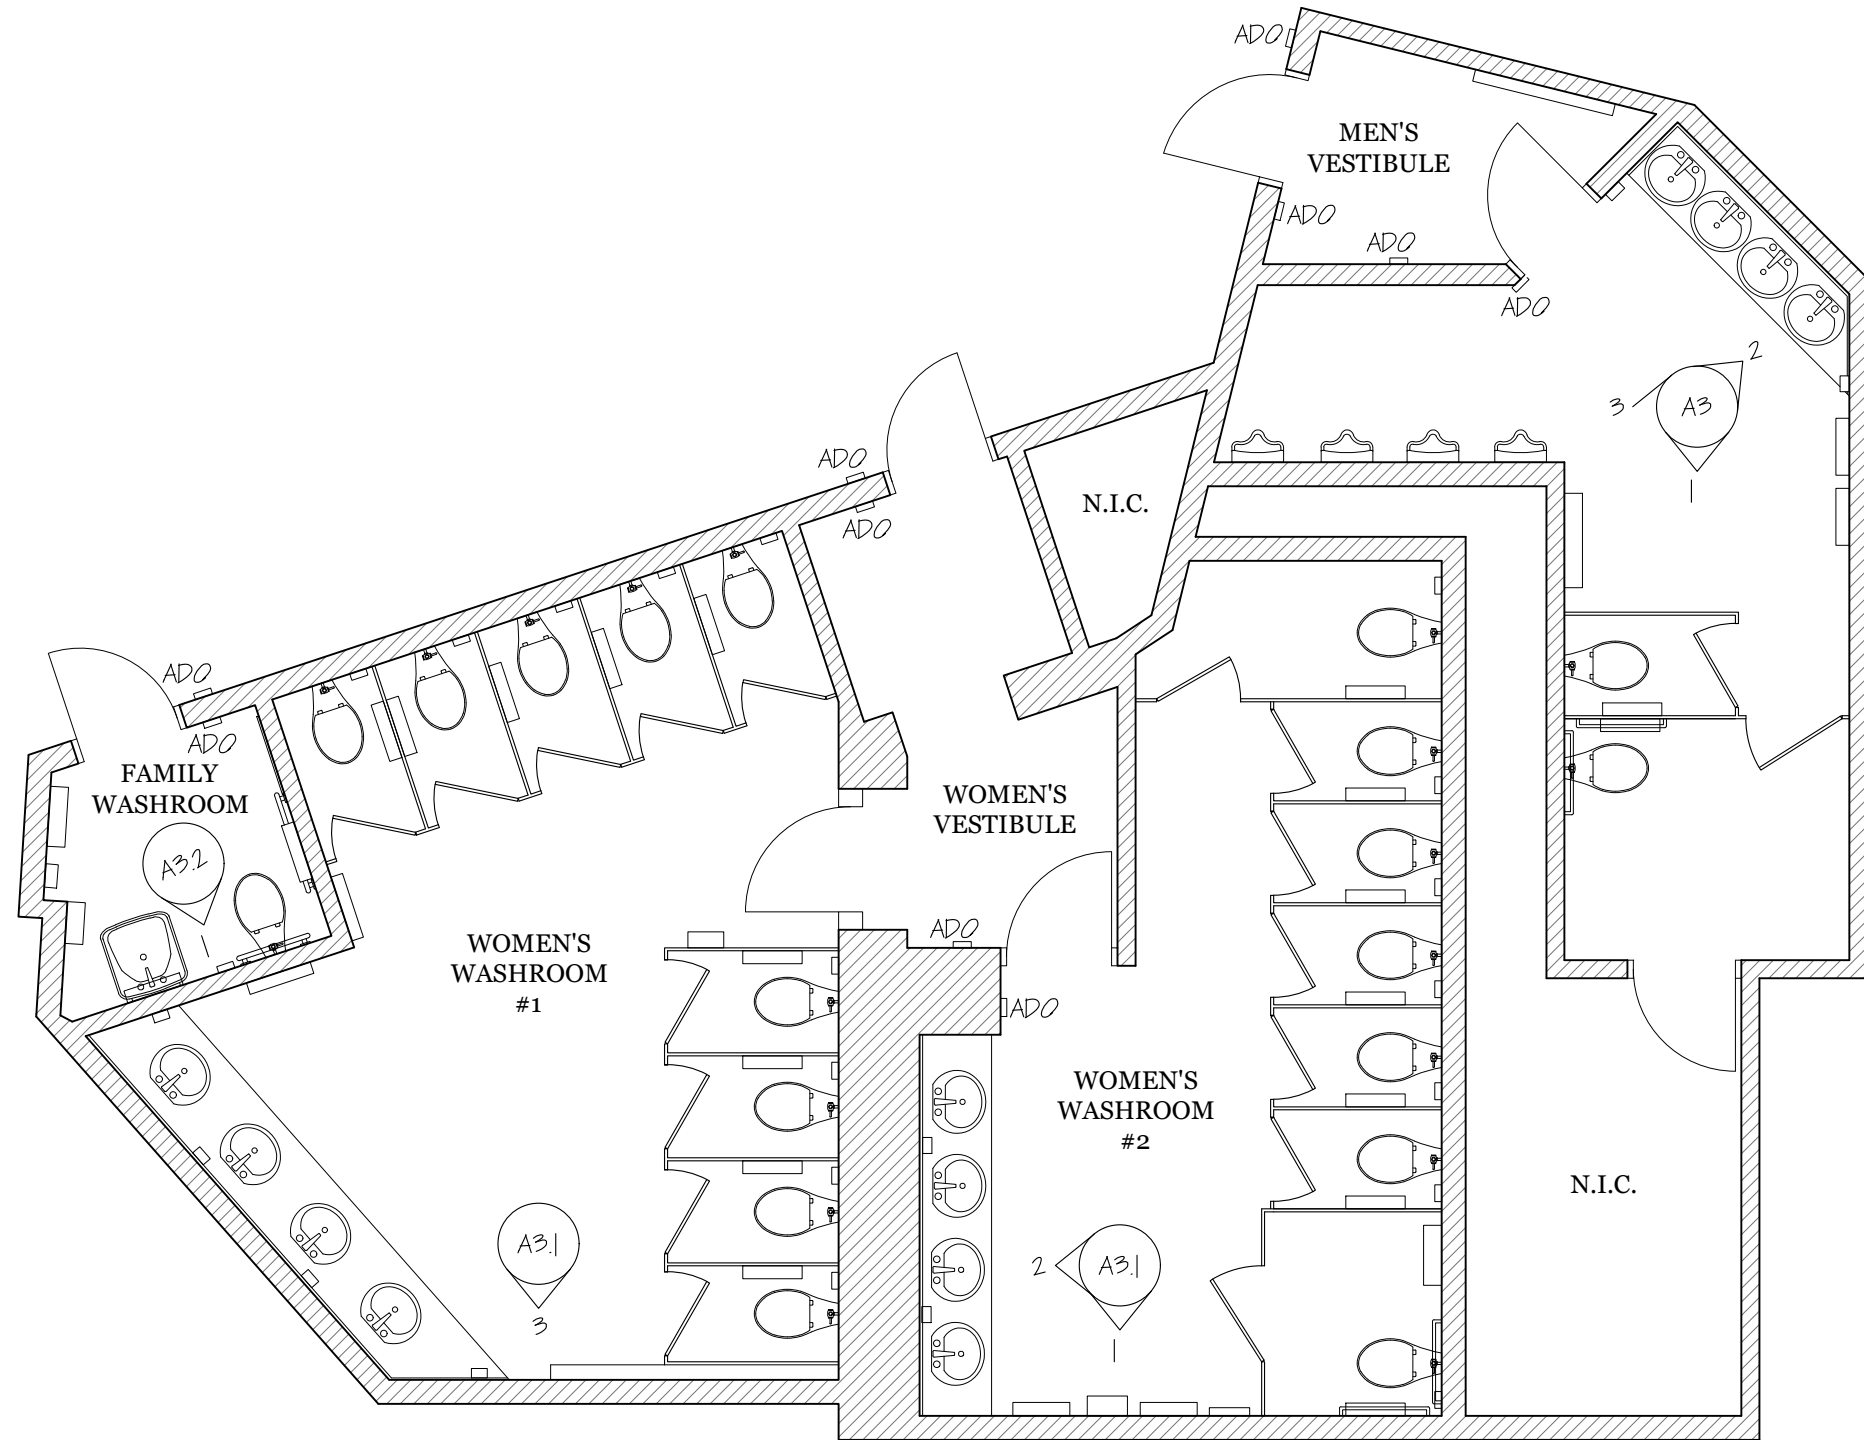 ADO
MEN'S
VESTIBULE
ADO
ADO
ADO
2
3
A3
1
ADO
ADO
N.I.C.
ADO
ADO
FAMILY
WASHROOM
A3.2
1
WOMEN'S
VESTIBULE
ADO
ADO
WOMEN'S
WASHROOM
#1
WOMEN'S
WASHROOM
#2
N.I.C.
A3.1
3
2
A3.1
1